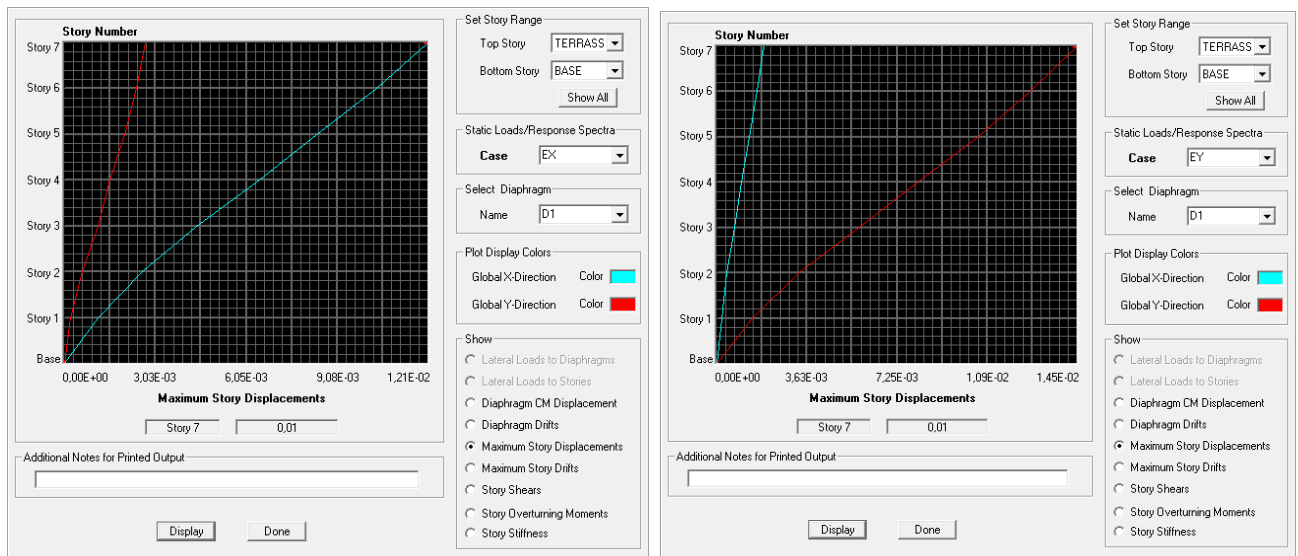 Story Number
Story 7
Story 6
Story 5
Story 4
Story 3
Story 2
Story 1
Base
0,00E+00 3,03E-03 6,05E-03 9,08E-03 1,21E-02
Maximum Story Displacements
Story 7 0,01
Additional Notes for Printed Output
Display Done
Set Story Range
Top Story TERRASS
Bottom Story BASE
Show All
Static Loads/Response Spectra
Case EX
Select Diaphragm
Name D1
Plot Display Colors
Global X-Direction Color
Global Y-Direction Color
Show
Lateral Loads to Diaphragms
Lateral Loads to Stories
Diaphragm CM Displacement
Diaphragm Drifts
Maximum Story Displacements
Maximum Story Drifts
Story Shears
Story Overturning Moments
Story Stiffness
Story Number
Story 7
Story 6
Story 5
Story 4
Story 3
Story 2
Story 1
Base
0,00E+00 3,63E-03 7,25E-03 1,09E-02 1,45E-02
Maximum Story Displacements
Story 7 0,01
Additional Notes for Printed Output
Display Done
Set Story Range
Top Story TERRASS
Bottom Story BASE
Show All
Static Loads/Response Spectra
Case EY
Select Diaphragm
Name D1
Plot Display Colors
Global X-Direction Color
Global Y-Direction Color
Show
Lateral Loads to Diaphragms
Lateral Loads to Stories
Diaphragm CM Displacement
Diaphragm Drifts
Maximum Story Displacements
Maximum Story Drifts
Story Shears
Story Overturning Moments
Story Stiffness